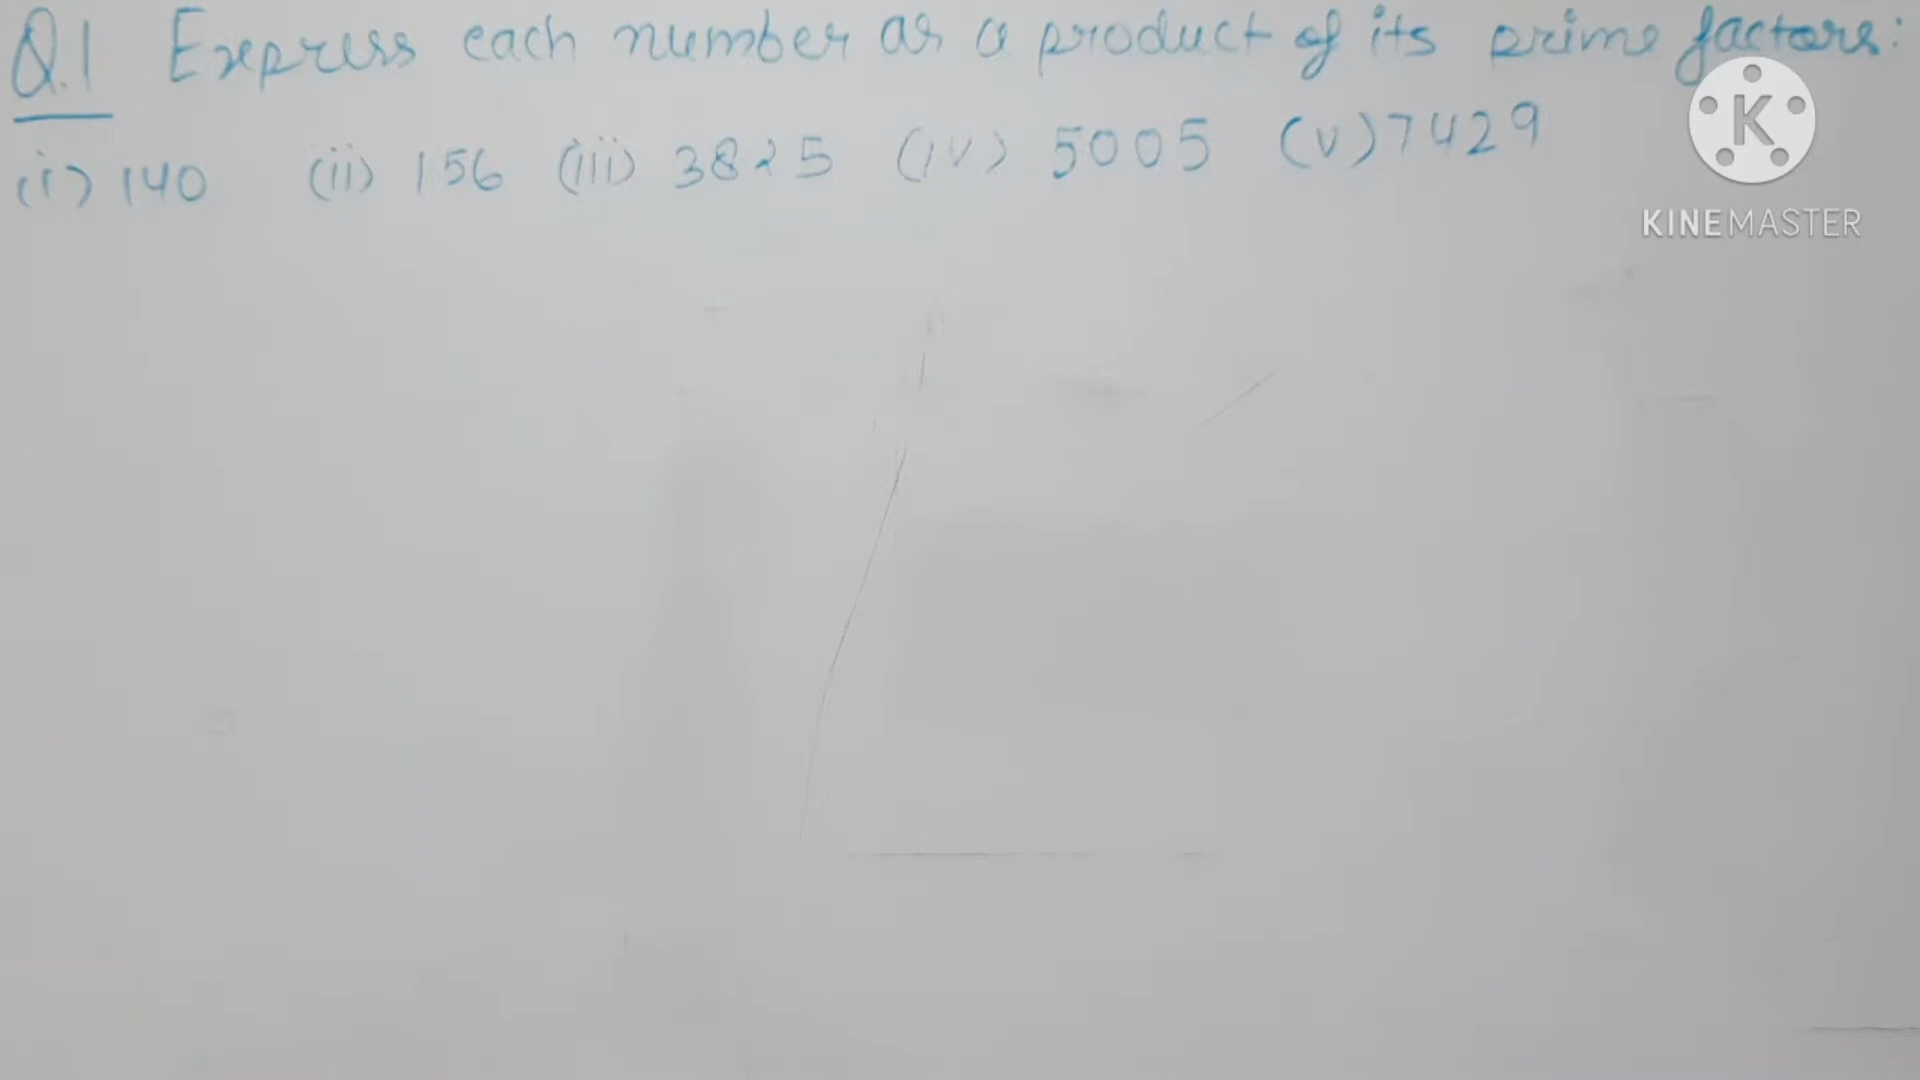 Q.1 Express each number as a product of its prime factors:
(i) 140 (ii) 156 (iii) 3825 (iv) 5005 (v) 7429
K
KINEMASTER